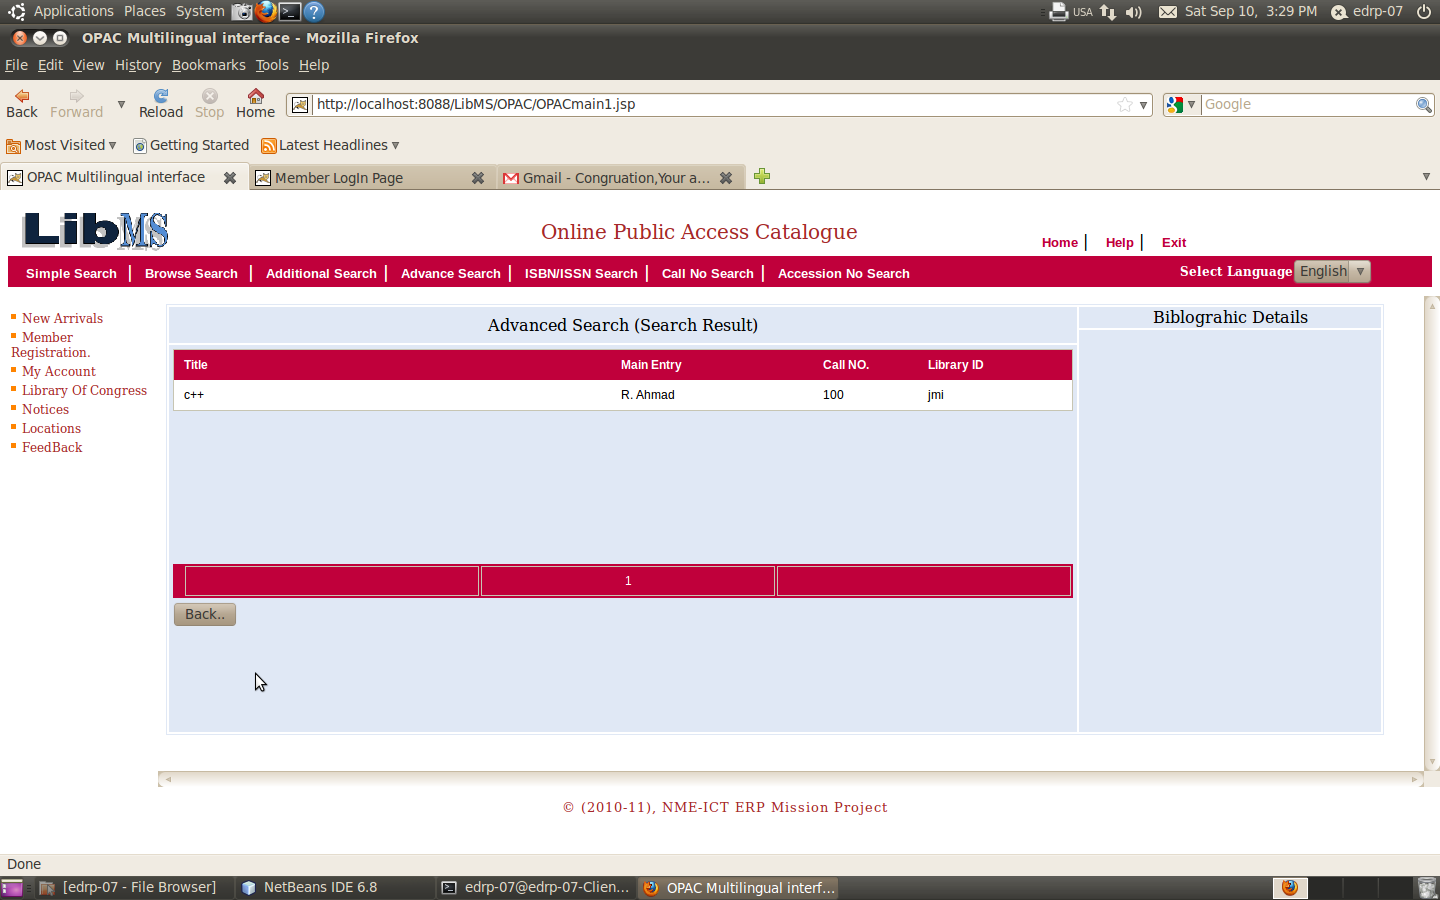 Applications Places System USA Sat Sep 10, 3:29 PM edrp-07
OPAC Multilingual interface - Mozilla Firefox
File Edit View History Bookmarks Tools Help
Back Forward Reload Stop Home http://localhost:8088/LibMS/OPAC/OPACmain1.jsp Google
Most Visited Getting Started Latest Headlines
OPAC Multilingual interface Member LogIn Page Gmail - Congruation,Your a...
LibMS
Online Public Access Catalogue
Home Help Exit
Simple Search Browse Search Additional Search Advance Search ISBN/ISSN Search Call No Search Accession No Search Select Language English
New Arrivals
Member
Registration.
My Account
Library Of Congress
Notices
Locations
FeedBack
Advanced Search (Search Result)
Title Main Entry Call NO. Library ID
c++ R. Ahmad 100 jmi
1
Back..
Biblograhic Details
© (2010-11), NME-ICT ERP Mission Project
Done
[edrp-07 - File Browser] NetBeans IDE 6.8 edrp-07@edrp-07-Clien... OPAC Multilingual interf...